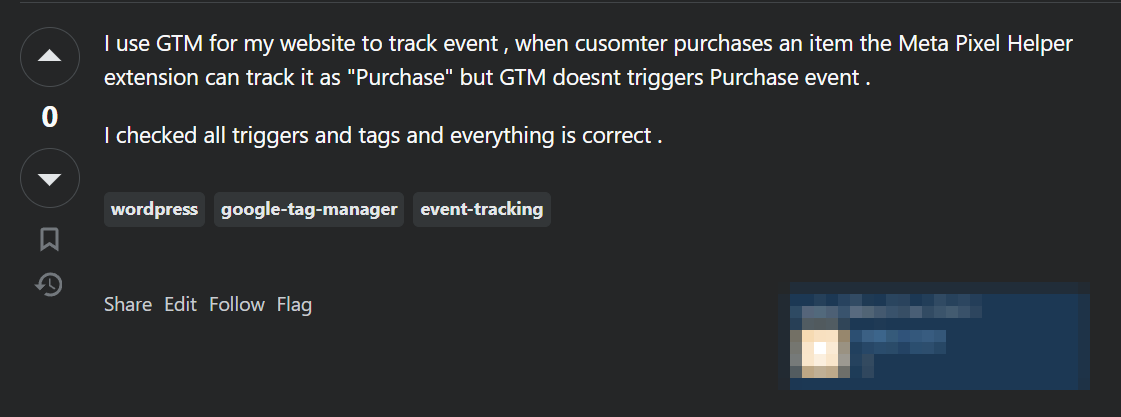 I use GTM for my website to track event , when cusomter purchases an item the Meta Pixel Helper
extension can track it as "Purchase" but GTM doesnt triggers Purchase event .
0
I checked all triggers and tags and everything is correct .
wordpress google-tag-manager event-tracking
Share Edit Follow Flag